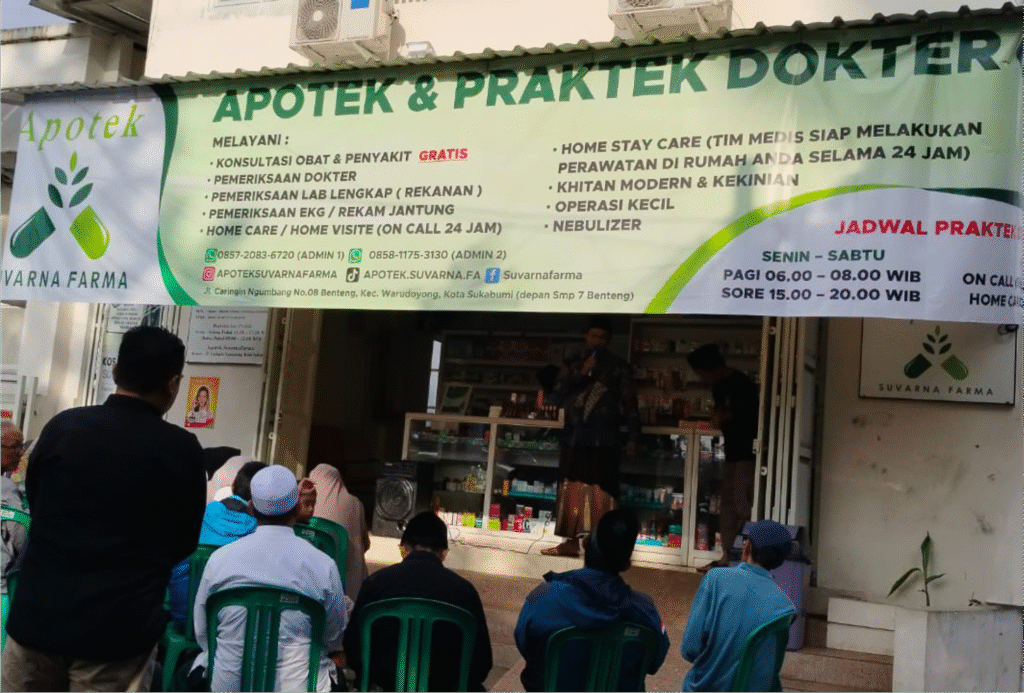 Apotek
SUVARNA FARMA
APOTEK & PRAKTEK DOKTER
MELAYANI :
• KONSULTASI OBAT & PENYAKIT GRATIS
• PEMERIKSAAN DOKTER
• PEMERIKSAAN LAB LENGKAP ( REKANAN )
• PEMERIKSAAN EKG / REKAM JANTUNG
• HOME CARE / HOME VISITE (ON CALL 24 JAM)
• HOME STAY CARE (TIM MEDIS SIAP MELAKUKAN
PERAWATAN DI RUMAH ANDA SELAMA 24 JAM)
• KHITAN MODERN & KEKINIAN
• OPERASI KECIL
• NEBULIZER
0857-2083-6720 (ADMIN 1) 0858-1175-3130 (ADMIN 2)
APOTEKSUVARNAFARMA APOTEK.SUVARNA.FA Suvarnafarma
Jl. Caringin Ngumbang No.08 Benteng, Kec. Warudoyong, Kota Sukabumi (depan Smp 7 Benteng)
JADWAL PRAKTEK
SENIN – SABTU
PAGI 06.00 – 08.00 WIB
SORE 15.00 – 20.00 WIB
ON CALL
HOME CA
KOS
SUVARNA FARMA